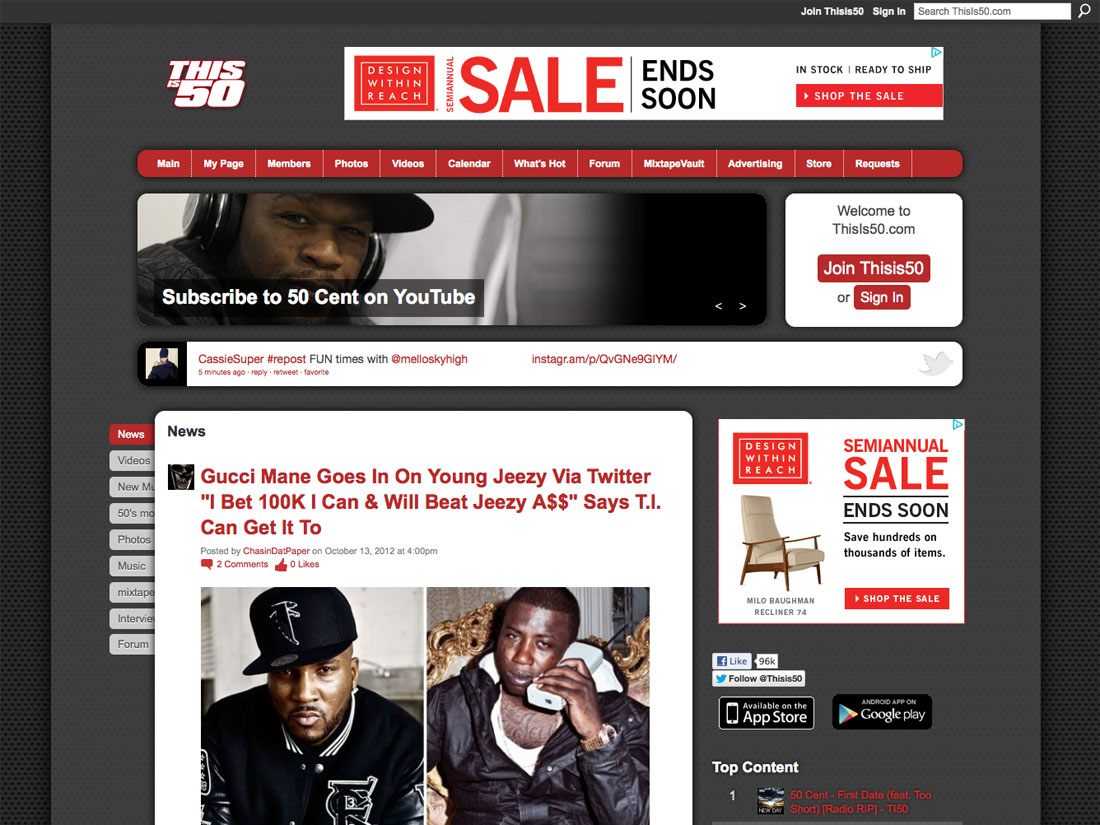 Join ThisIs50 Sign In Search ThisIs50.com
THIS IS 50
DESIGN
WITHIN
REACH
SEMIANNUAL
SALE
ENDS
SOON
IN STOCK | READY TO SHIP
SHOP THE SALE
Main My Page Members Photos Videos Calendar What's Hot Forum MixtapeVault Advertising Store Requests
Subscribe to 50 Cent on YouTube
< >
Welcome to
ThisIs50.com
Join Thisis50
or Sign In
CassieSuper #repost FUN times with @melloskyhigh instagr.am/p/QvGNe9GlYM/
5 minutes ago · reply · retweet · favorite
News
Videos
New Mu
50's mo
Photos
Music
mixtape
Interview
Forum
News
Gucci Mane Goes In On Young Jeezy Via Twitter
"I Bet 100K I Can & Will Beat Jeezy A$$" Says T.I.
Can Get It To
Posted by ChasinDatPaper on October 13, 2012 at 4:00pm
2 Comments 0 Likes
DESIGN
WITHIN
REACH
SEMIANNUAL
SALE
ENDS SOON
Save hundreds on
thousands of items.
MILO BAUGHMAN
RECLINER 74
SHOP THE SALE
Like 96k
Follow @Thisis50
Available on the
App Store
ANDROID APP ON
Google play
Top Content
1
NEW DAY
50 Cent - First Date (feat. Too
Short) [Radio RIP] - TI50